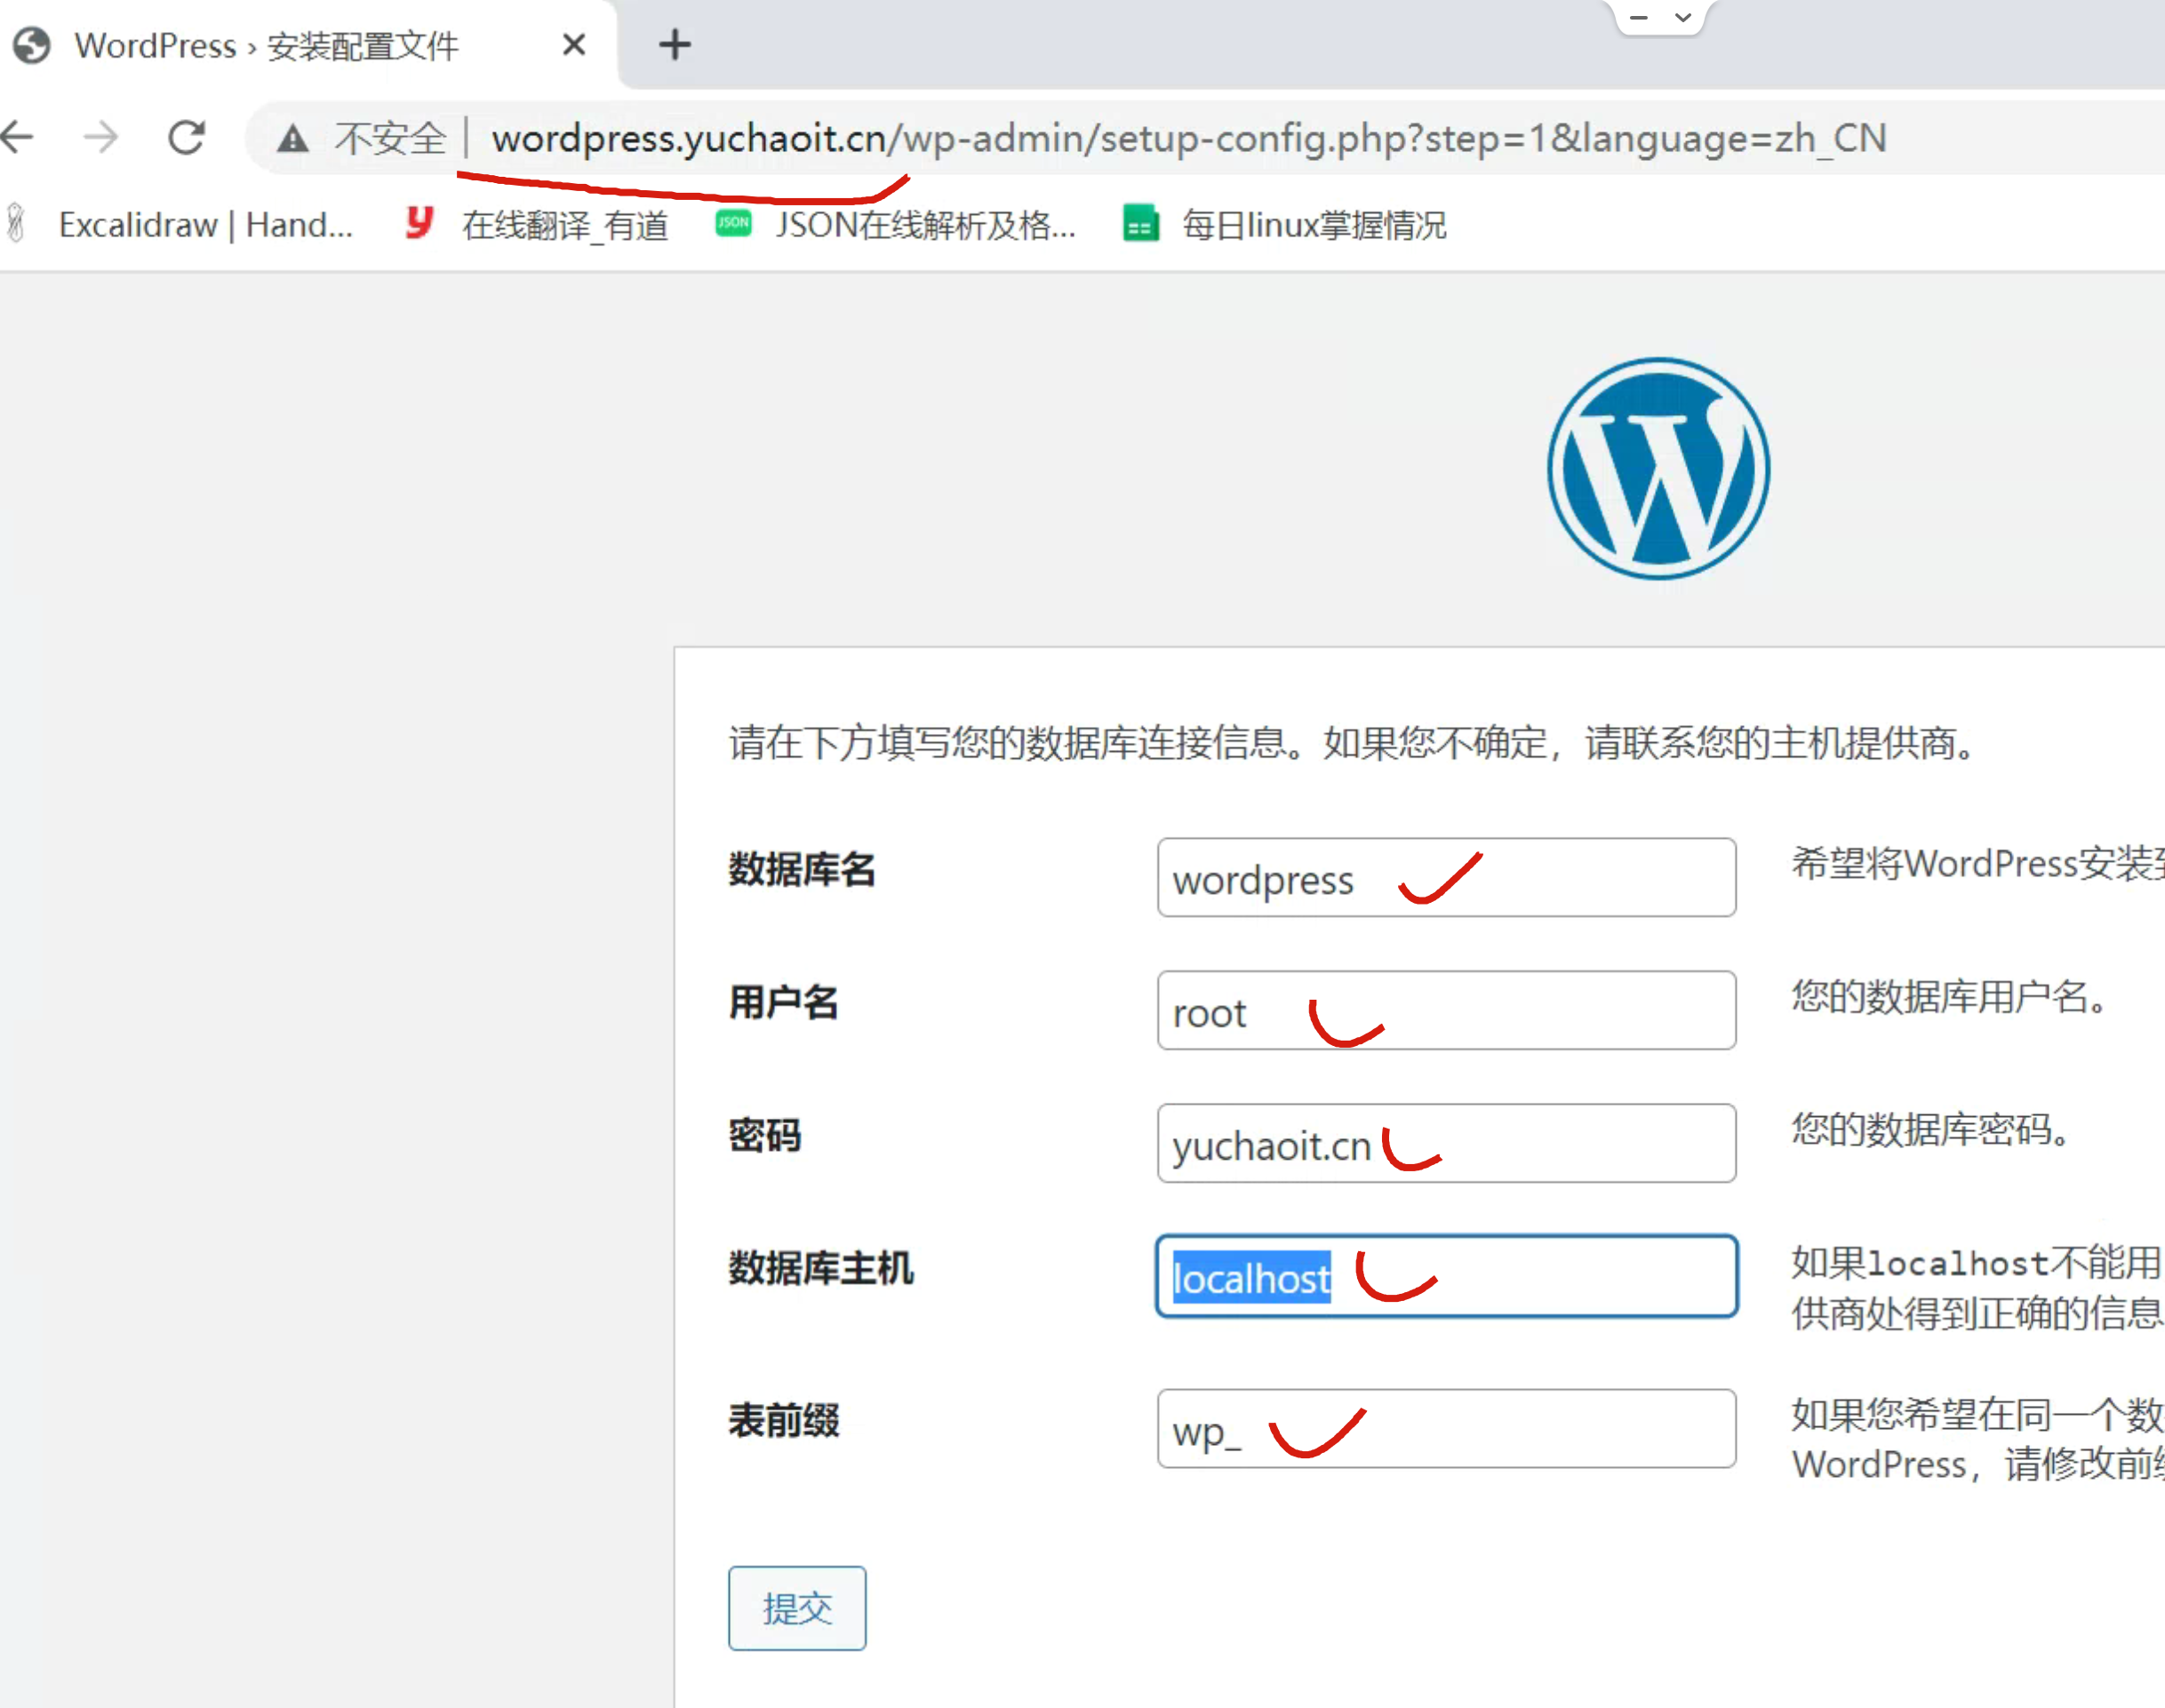 WordPress › 安装配置文件
不安全 | wordpress.yuchaoit.cn/wp-admin/setup-config.php?step=1&language=zh_CN
Excalidraw | Hand... 在线翻译_有道 JSON JSON在线解析及格... 每日linux掌握情况
请在下方填写您的数据库连接信息。如果您不确定，请联系您的主机提供商。
数据库名 wordpress 希望将WordPress安装到
用户名 root 您的数据库用户名。
密码 yuchaoit.cn 您的数据库密码。
数据库主机 localhost 如果localhost不能用
供商处得到正确的信息
表前缀 wp_ 如果您希望在同一个数
WordPress，请修改前
提交